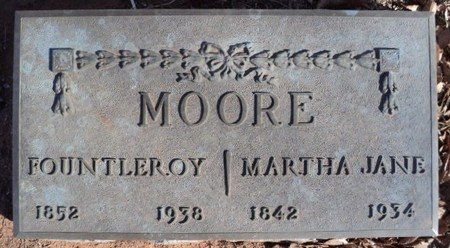 MOORE
FOUNTLEROY | MARTHA JANE
1852 1938 1842 1934